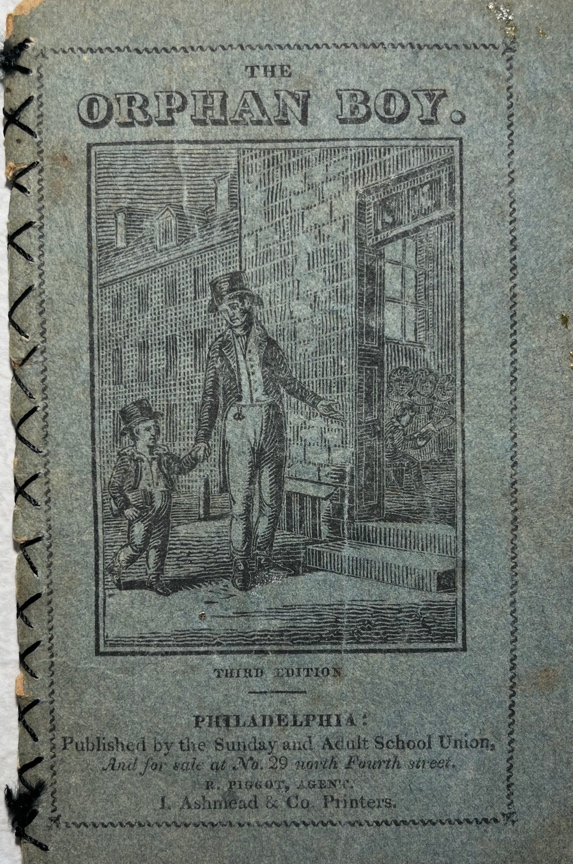 THE
ORPHAN BOY.
THIRD EDITION
PHILADELPHIA:
Published by the Sunday and Adult School Union,
And for sale at No. 29 north Fourth street.
R. PIGGOT, AGENT.
I. Ashmead & Co. Printers.